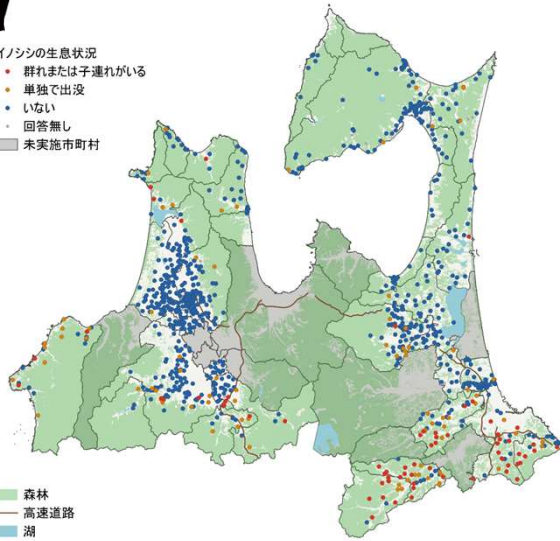 イノシシの生息状況
群れまたは子連れがいる
単独で出没
いない
回答無し
未実施市町村
森林
高速道路
湖